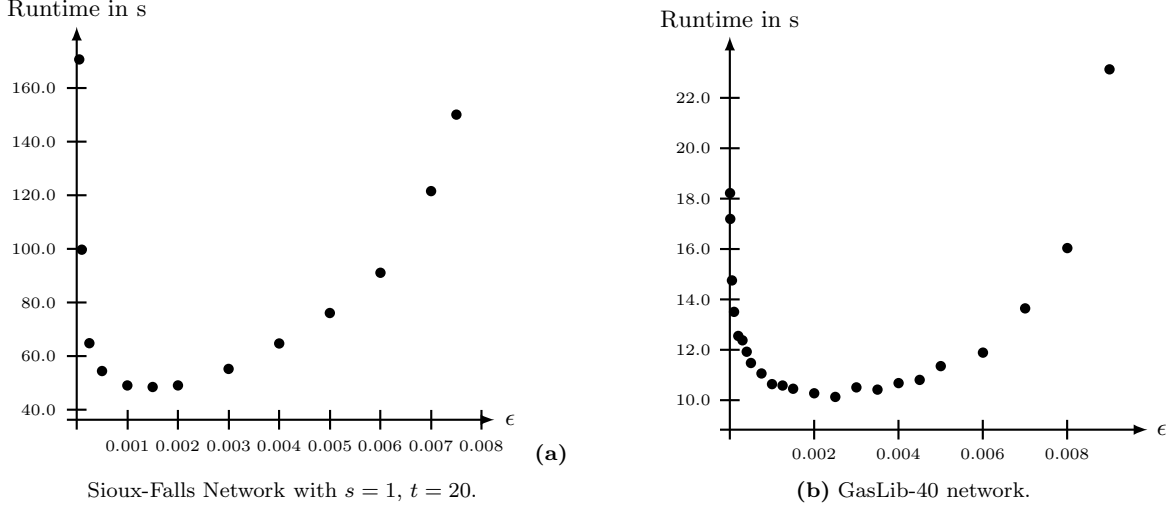 Runtime in s
160.0
140.0
120.0
100.0
80.0
60.0
40.0
0.001 0.002 0.003 0.004 0.005 0.006 0.007 0.008
ϵ
(a)
Sioux-Falls Network with s = 1, t = 20.
Runtime in s
22.0
20.0
18.0
16.0
14.0
12.0
10.0
0.002 0.004 0.006 0.008
ϵ
(b) GasLib-40 network.